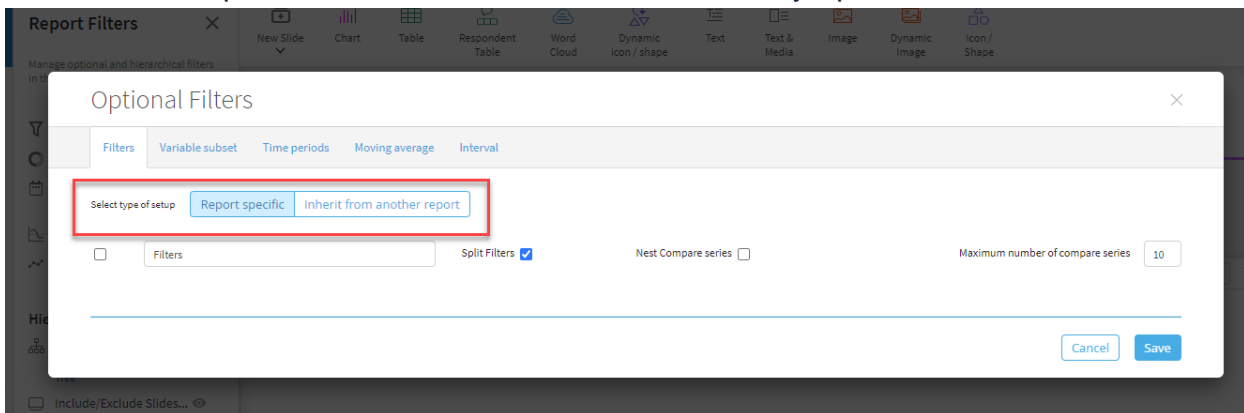 Report Filters
New Slide
Chart
Table
Respondent Table
Word Cloud
Dynamic icon / shape
Text
Text & Media
Image
Dynamic Image
Icon / Shape
Manage optional and hierarchical filters
Optional Filters
Filters
Variable subset
Time periods
Moving average
Interval
Select type of setup
Report specific
Inherit from another report
Filters
Split Filters
Nest Compare series
Maximum number of compare series
10
Cancel
Save
Include/Exclude Slides...